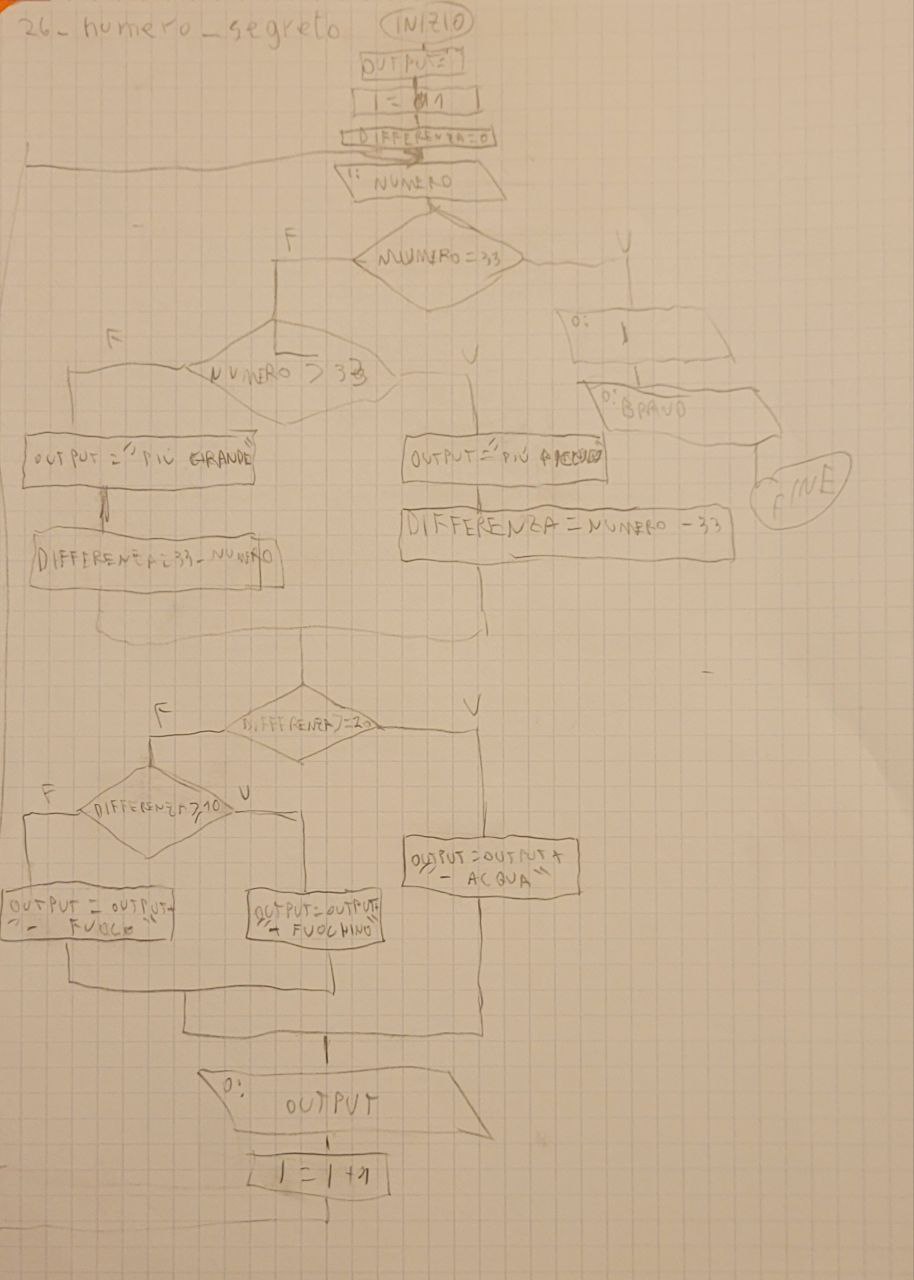 26_numero_segreto
INIZIO
OUTPUT=""
I = 1
DIFFERENZA=0
I: NUMERO
NUMERO=33
F
V
O: I
NUMERO > 33
F
V
O: BRAVO
FINE
OUTPUT = "PIÙ GRANDE"
OUTPUT="PIÙ PICCOLO"
DIFFERENZA=33-NUMERO
DIFFERENZA = NUMERO - 33
DIFFERENZA>=20
F
V
DIFFERENZA>=10
F
V
OUTPUT = OUTPUT+
"- FUOCO"
OUTPUT=OUTPUT+
FUOCHINO"
OUTPUT=OUTPUT+
"- ACQUA"
O: OUTPUT
I = I+1